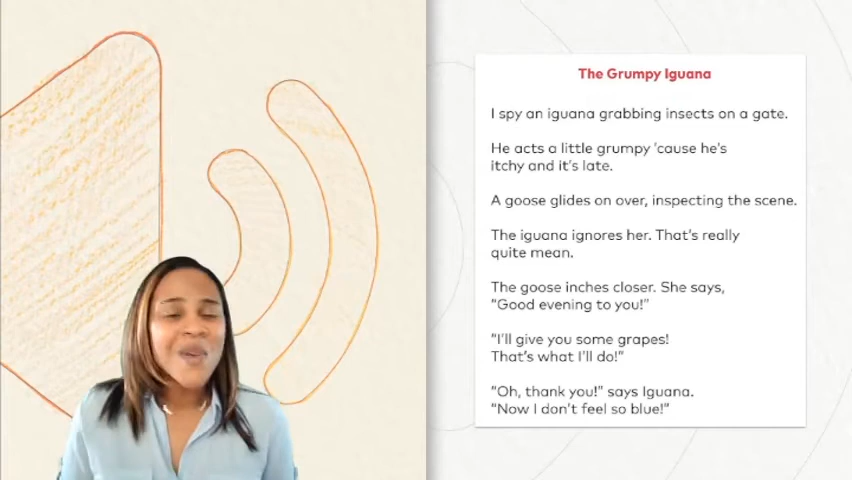 The Grumpy Iguana
I spy an iguana grabbing insects on a gate.
He acts a little grumpy ‘cause he's
itchy and it's late.
A goose glides on over, inspecting the scene.
The iguana ignores her. That's really
quite mean.
The goose inches closer. She says,
"Good evening to you!"
"I'll give you some grapes!
That's what I'll do!"
"Oh, thank you!" says Iguana.
"Now I don't feel so blue!"